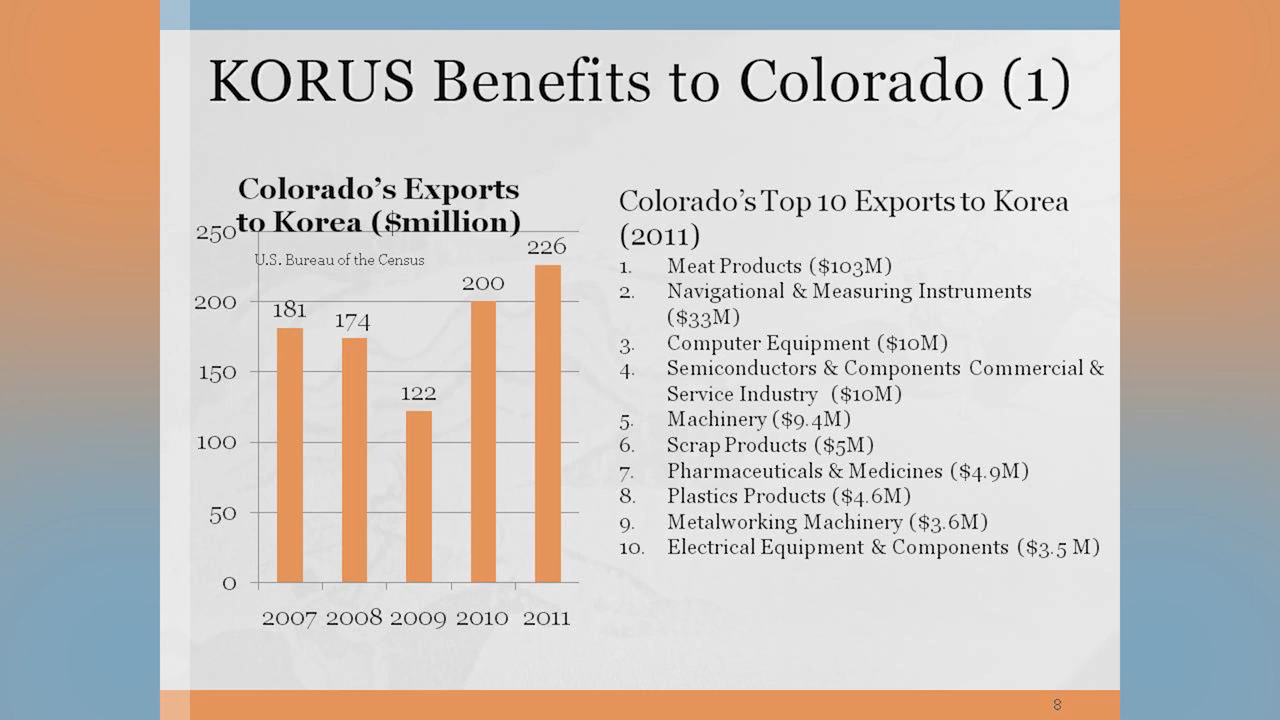 KORUS Benefits to Colorado (1)
Colorado's Exports
to Korea ($million)
U.S. Bureau of the Census
250
200
150
100
50
0
181
174
122
200
226
2007 2008 2009 2010 2011
Colorado's Top 10 Exports to Korea
(2011)
1. Meat Products ($103M)
2. Navigational & Measuring Instruments
($33M)
3. Computer Equipment ($10M)
4. Semiconductors & Components Commercial &
Service Industry ($10M)
5. Machinery ($9.4M)
6. Scrap Products ($5M)
7. Pharmaceuticals & Medicines ($4.9M)
8. Plastics Products ($4.6M)
9. Metalworking Machinery ($3.6M)
10. Electrical Equipment & Components ($3.5 M)
8